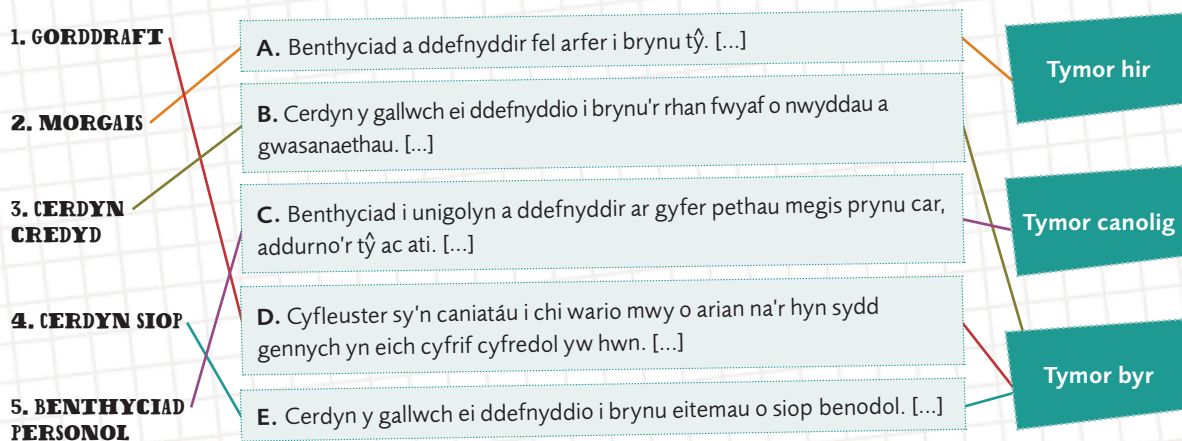 1. GORDDRAFT
2. MORGAIS
3. CERDYN
CREDYD
4. CERDYN SIOP
5. BENTHYCIAD
PERSONOL
A. Benthyciad a ddefnyddir fel arfer i brynu tŷ. [...]
B. Cerdyn y gallwch ei ddefnyddio i brynu'r rhan fwyaf o nwyddau a
gwasanaethau. [...]
C. Benthyciad i unigolyn a ddefnyddir ar gyfer pethau megis prynu car,
addurno'r tŷ ac ati. [...]
D. Cyfleuster sy'n caniatáu i chi wario mwy o arian na'r hyn sydd
gennych yn eich cyfrif cyfredol yw hwn. [...]
E. Cerdyn y gallwch ei ddefnyddio i brynu eitemau o siop benodol. [...]
Tymor hir
Tymor canolig
Tymor byr